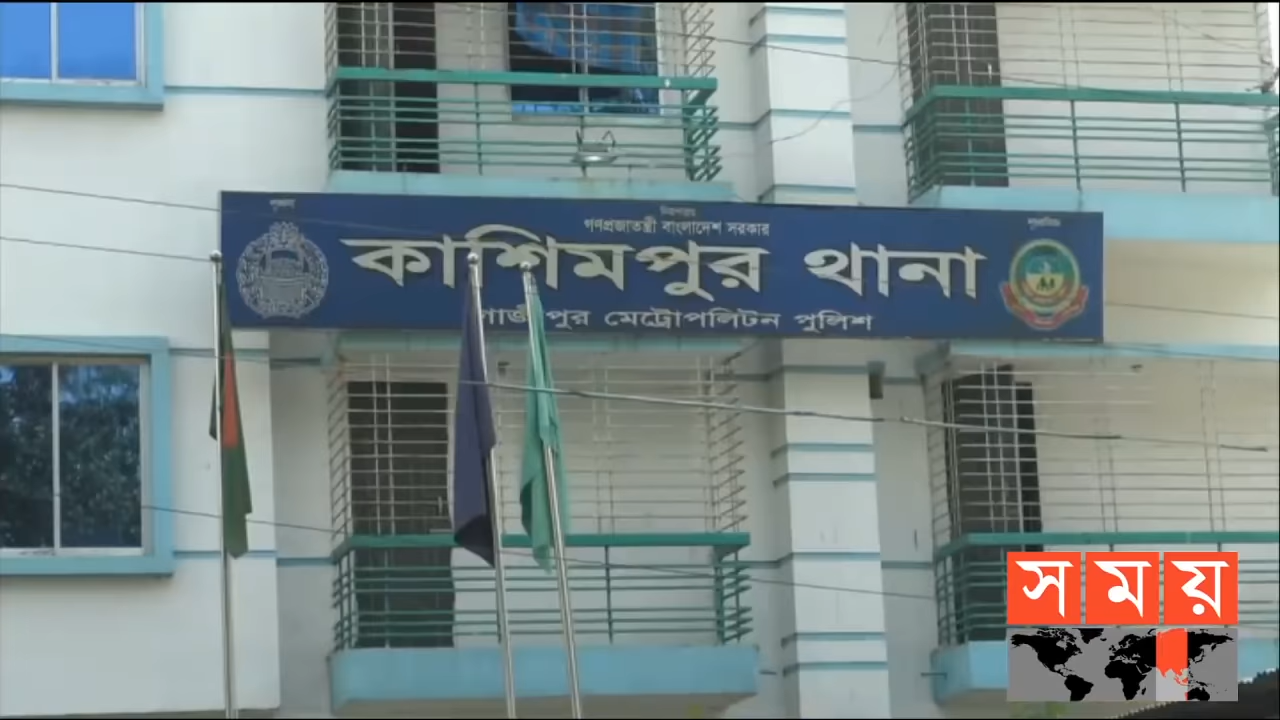 গণপ্রজাতন্ত্রী বাংলাদেশ সরকার
কাশিমপুর থানা
গাজীপুর মেট্রোপলিটন পুলিশ
সময়